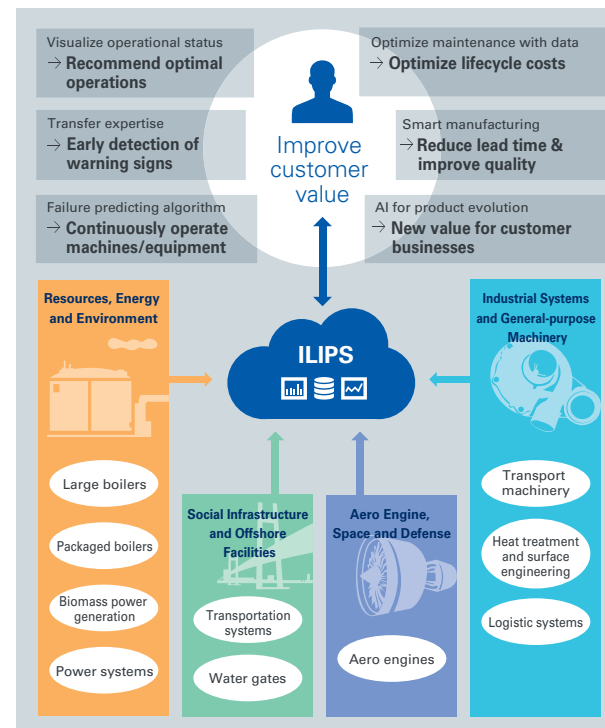 Visualize operational status
→ Recommend optimal
operations
Optimize maintenance with data
→ Optimize lifecycle costs
Transfer expertise
→ Early detection of
warning signs
Smart manufacturing
→ Reduce lead time &
improve quality
Improve
customer
value
Failure predicting algorithm
→ Continuously operate
machines/equipment
AI for product evolution
→ New value for customer
businesses
Resources, Energy
and Environment
Industrial Systems
and General-purpose
Machinery
ILIPS
Large boilers
Packaged boilers
Biomass power
generation
Power systems
Social Infrastructure
and Offshore
Facilities
Transportation
systems
Water gates
Aero Engine,
Space and Defense
Aero engines
Transport
machinery
Heat treatment
and surface
engineering
Logistic systems